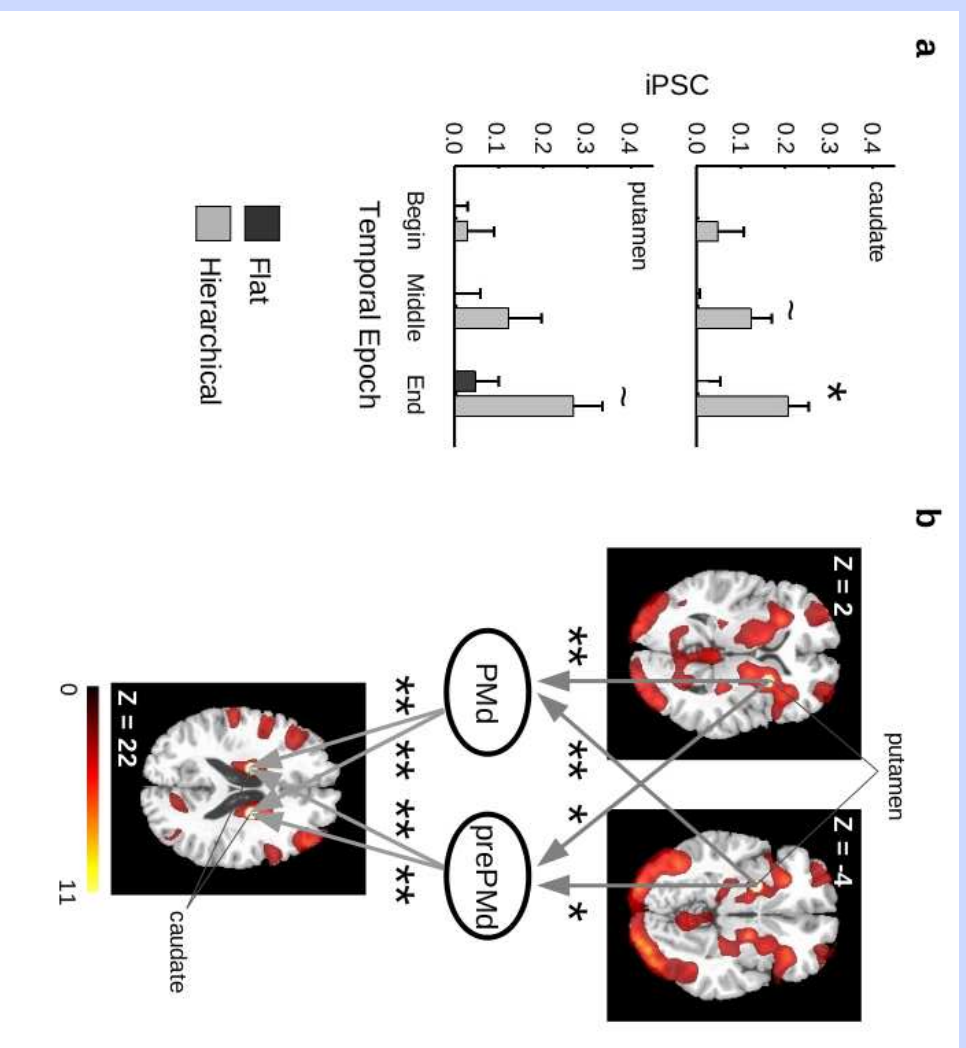 a
iPSC
0.4
0.3
0.2
0.1
0.0
caudate
~
*
0.4
0.3
0.2
0.1
0.0
putamen
~
Begin Middle End
Temporal Epoch
Flat
Hierarchical
b
putamen
Z = 2
Z = -4
** ** * *
PMd prePMd
** ** ** **
Z = 22
caudate
0 11